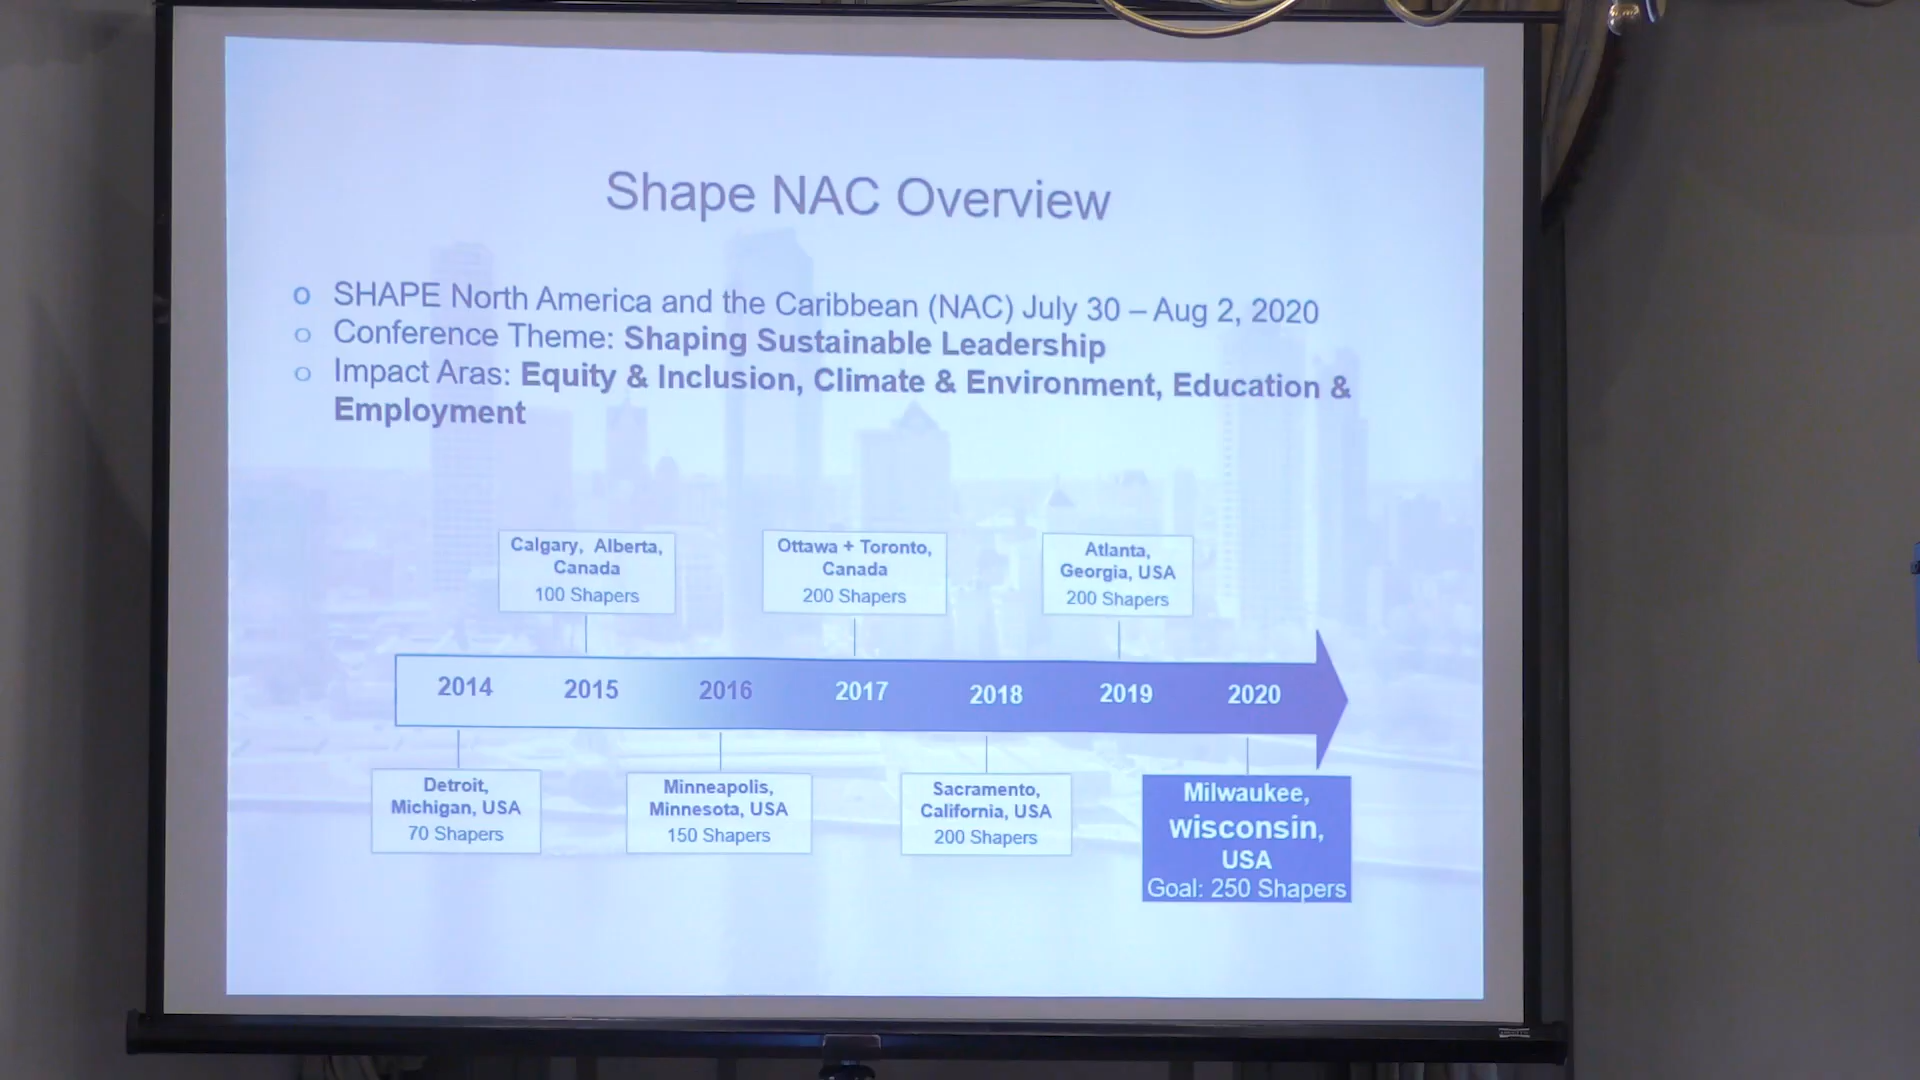 Shape NAC Overview
o SHAPE North America and the Caribbean (NAC) July 30 – Aug 2, 2020
o Conference Theme: Shaping Sustainable Leadership
o Impact Aras: Equity & Inclusion, Climate & Environment, Education &
Employment
Calgary, Alberta,
Canada
100 Shapers
Ottawa + Toronto,
Canada
200 Shapers
Atlanta,
Georgia, USA
200 Shapers
2014 2015 2016 2017 2018 2019 2020
Detroit,
Michigan, USA
70 Shapers
Minneapolis,
Minnesota, USA
150 Shapers
Sacramento,
California, USA
200 Shapers
Milwaukee,
wisconsin,
USA
Goal: 250 Shapers